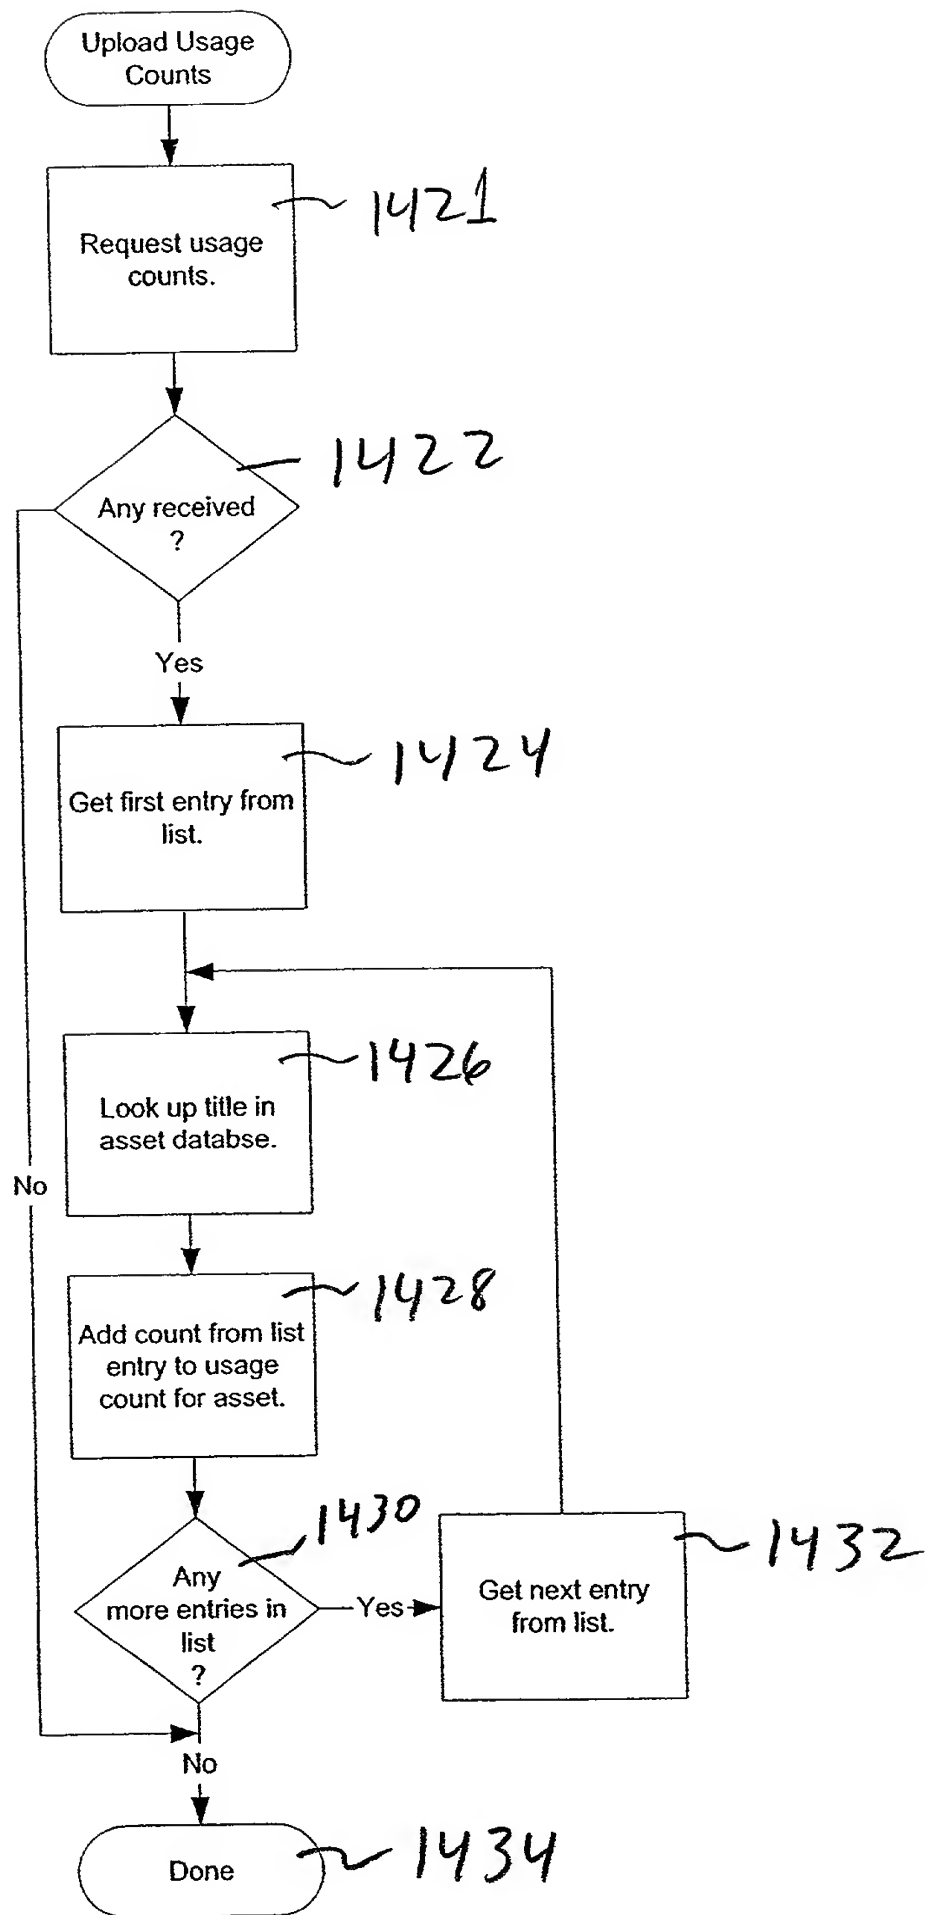 Upload Usage
Counts
1421
Request usage
counts.
1422
Any received
?
Yes
1424
Get first entry from
list.
1426
Look up title in
asset databse.
No
1428
Add count from list
entry to usage
count for asset.
1430
Any
more entries in
list
?
Yes
1432
Get next entry
from list.
No
1434
Done